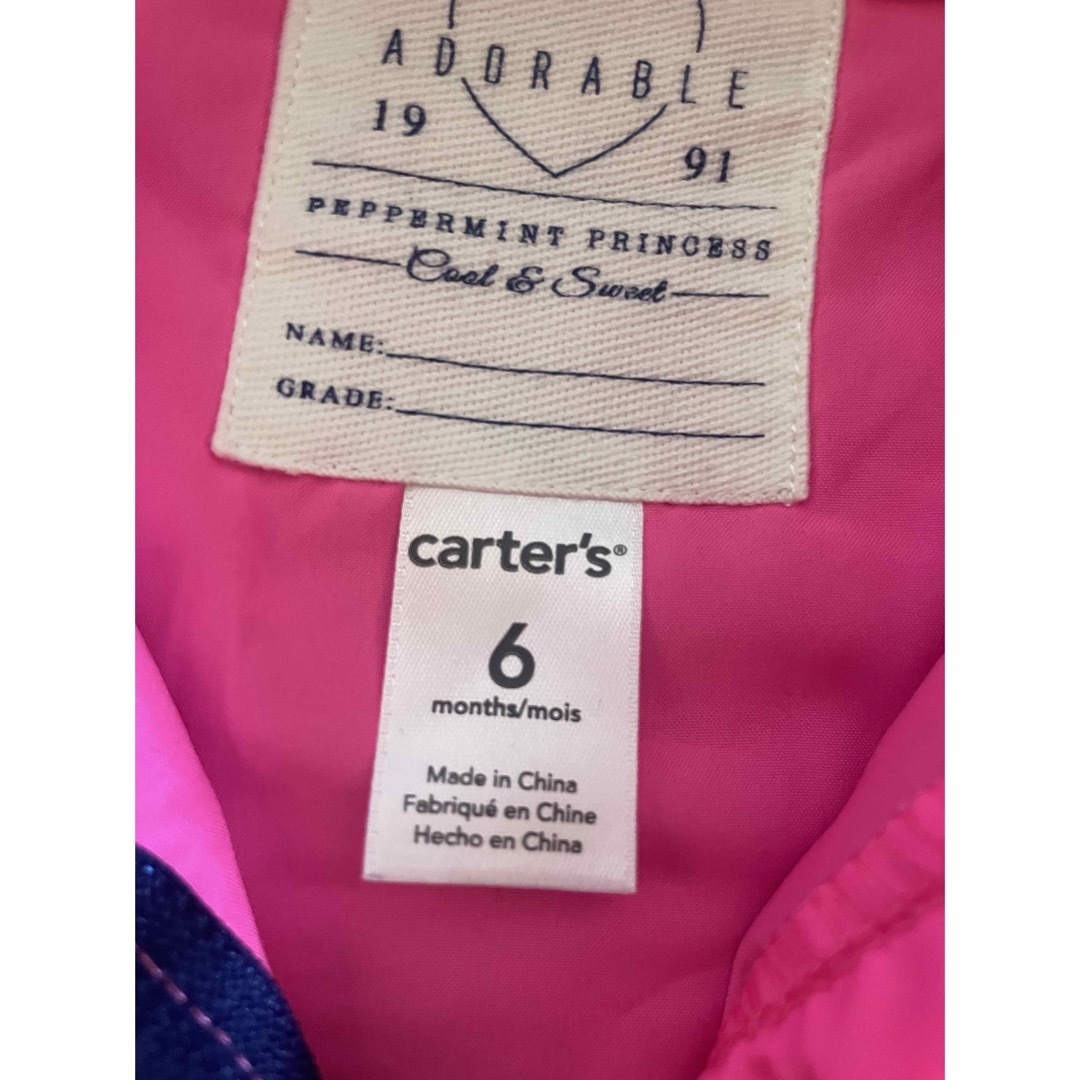 ADORABLE
19 91
PEPPERMINT PRINCESS
Cool & Sweet
NAME:
GRADE:
carter's®
6
months/mois
Made in China
Fabriqué en Chine
Hecho en China